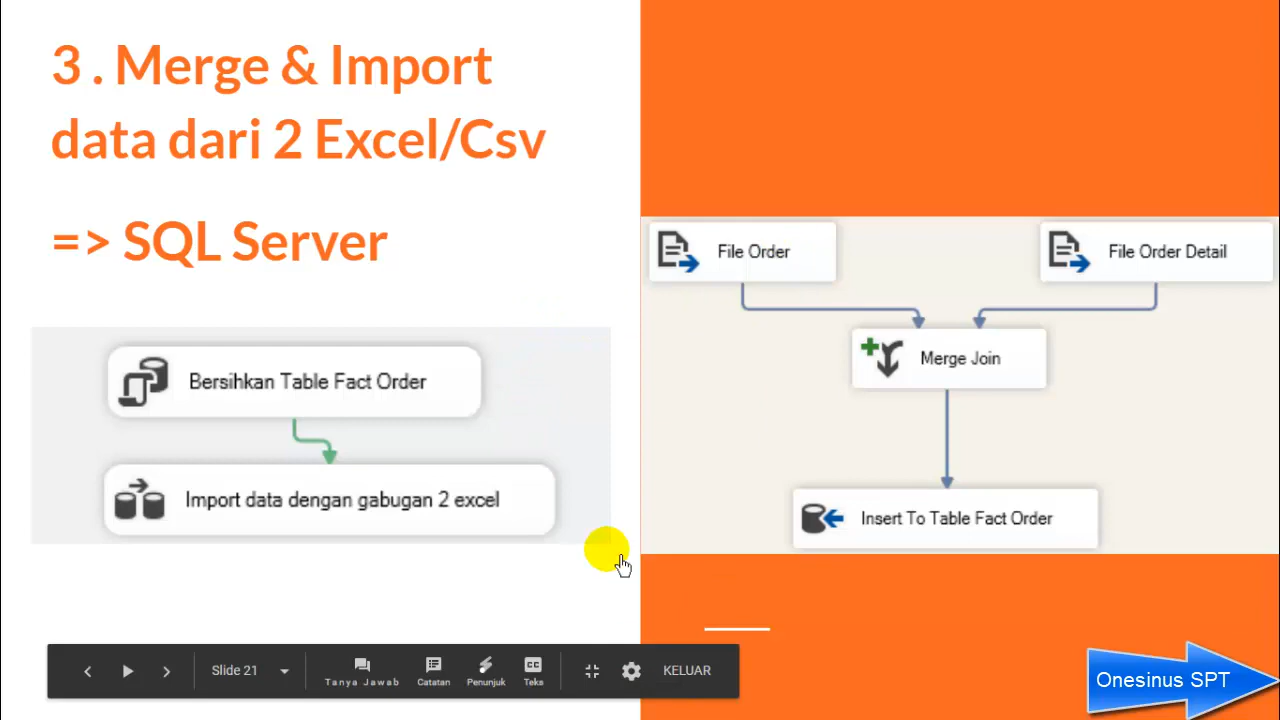 3 . Merge & Import
data dari 2 Excel/Csv
=> SQL Server
Bersihkan Table Fact Order
Import data dengan gabugan 2 excel
File Order
File Order Detail
Merge Join
Insert To Table Fact Order
Slide 21
Tanya Jawab
Catatan
Penunjuk
CC
Teks
KELUAR
Onesinus SPT